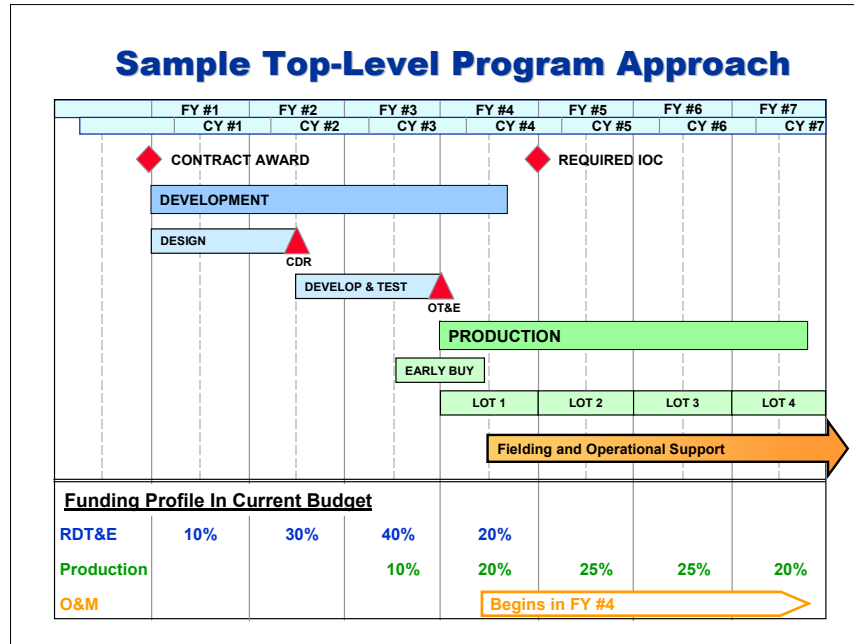 Sample Top-Level Program Approach
FY #1 FY #2 FY #3 FY #4 FY #5 FY #6 FY #7
CY #1 CY #2 CY #3 CY #4 CY #5 CY #6 CY #7
CONTRACT AWARD REQUIRED IOC
DEVELOPMENT
DESIGN
CDR
DEVELOP & TEST
OT&E
PRODUCTION
EARLY BUY
LOT 1 LOT 2 LOT 3 LOT 4
Fielding and Operational Support
Funding Profile In Current Budget
RDT&E 10% 30% 40% 20%
Production 10% 20% 25% 25% 20%
O&M Begins in FY #4